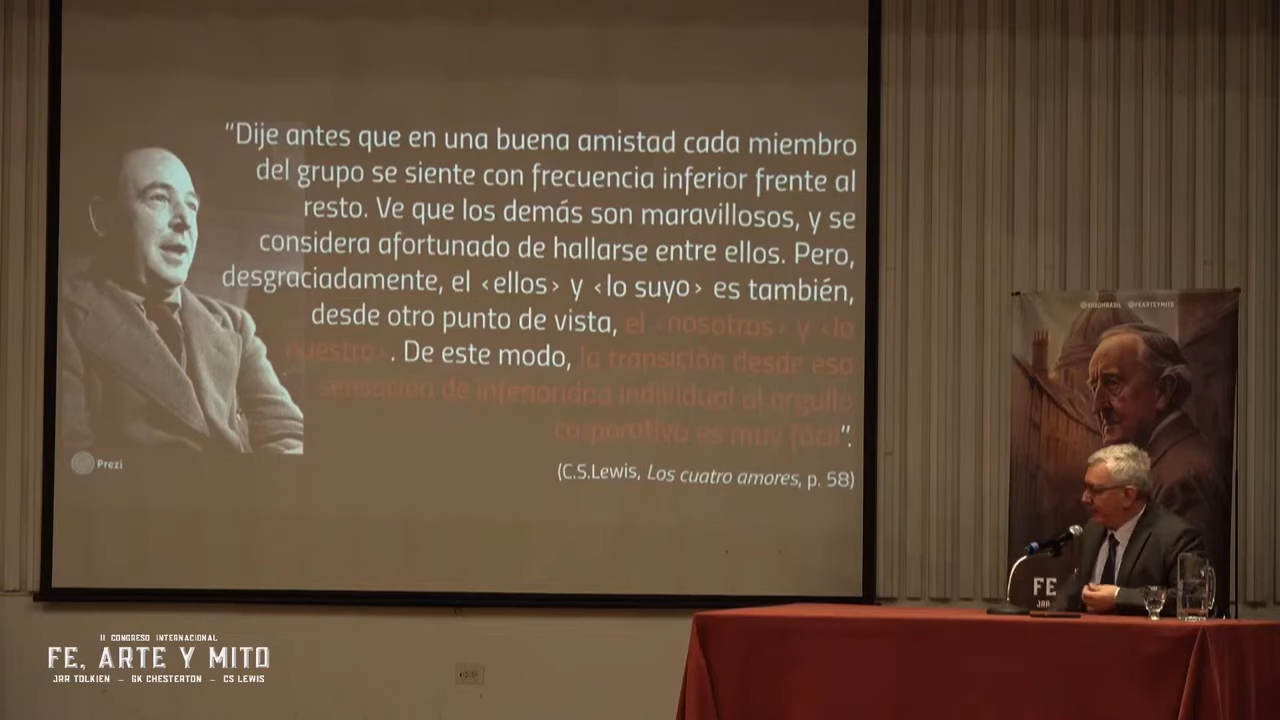 “Dije antes que en una buena amistad cada miembro
del grupo se siente con frecuencia inferior frente al
resto. Ve que los demás son maravillosos, y se
considera afortunado de hallarse entre ellos. Pero,
desgraciadamente, el ‹ellos› y ‹lo suyo› es también,
desde otro punto de vista, el ‹nosotros› y ‹lo
nuestro›. De este modo, la transición desde esa
sensación de inferioridad individual al orgullo
corporativo es muy fácil”.
(C.S.Lewis, Los cuatro amores, p. 58)
Prezi
@FEARTEYMITO
FE
JRR
II CONGRESO INTERNACIONAL
FE, ARTE Y MITO
JRR TOLKIEN – GK CHESTERTON – CS LEWIS